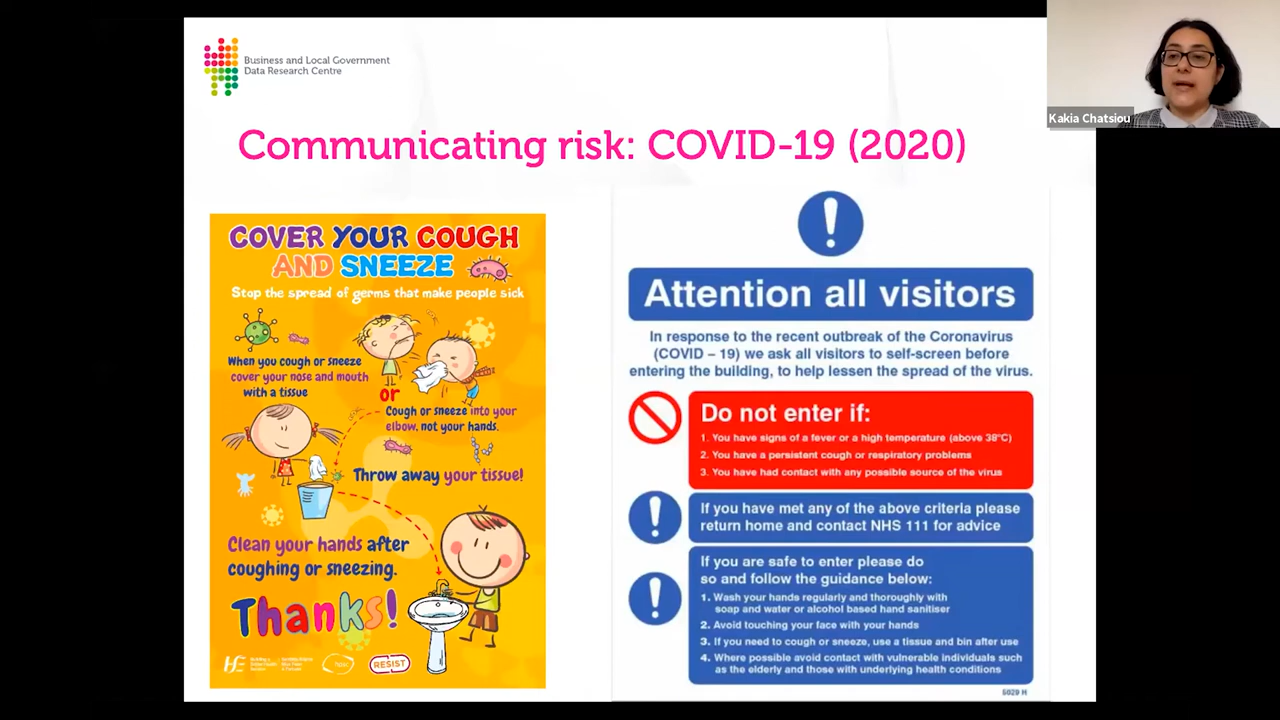 Business and Local Government
Data Research Centre
Kakia Chatsiou
Communicating risk: COVID-19 (2020)
COVER YOUR COUGH
AND SNEEZE
Stop the spread of germs that make people sick
When you cough or sneeze
cover your nose and mouth
with a tissue
or
Cough or sneeze into your
elbow, not your hands.
Throw away your tissue!
Clean your hands after
coughing or sneezing.
Thanks!
RESIST
Attention all visitors
In response to the recent outbreak of the Coronavirus
(COVID – 19) we ask all visitors to self-screen before
entering the building, to help lessen the spread of the virus.
Do not enter if:
1. You have signs of a fever or a high temperature (above 38°C)
2. You have a persistent cough or respiratory problems
3. You have had contact with any possible source of the virus
If you have met any of the above criteria please
return home and contact NHS 111 for advice
If you are safe to enter please do
so and follow the guidance below:
1. Wash your hands regularly and thoroughly with
soap and water or alcohol based hand sanitiser
2. Avoid touching your face with your hands
3. If you need to cough or sneeze, use a tissue and bin after use
4. Where possible avoid contact with vulnerable individuals such
as the elderly and those with underlying health conditions